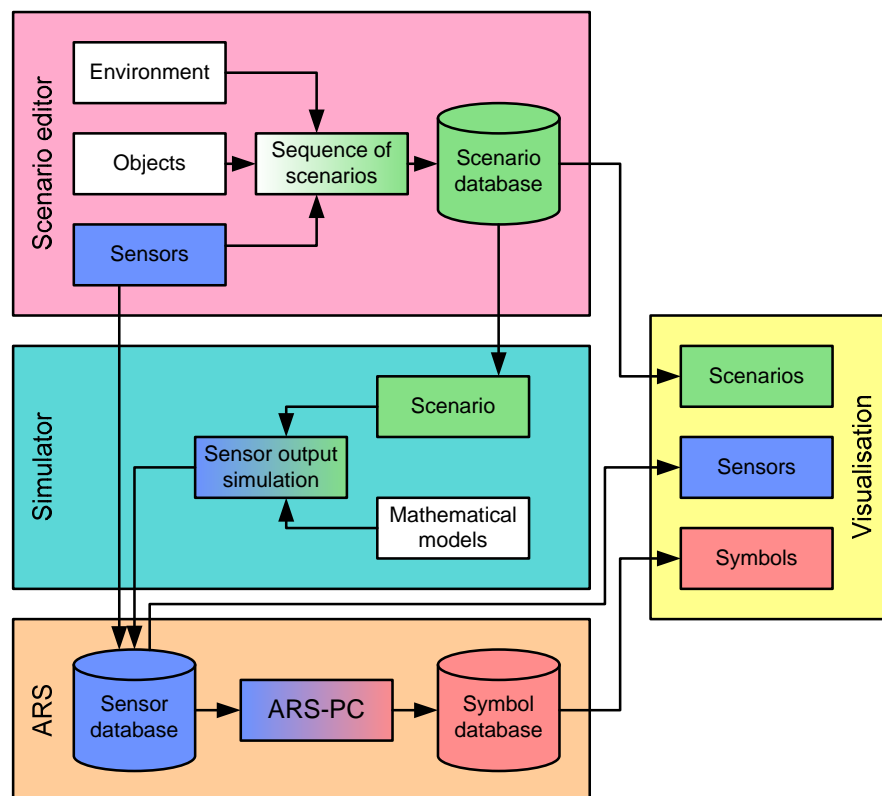 Scenario editor
Environment
Objects
Sensors
Sequence of
scenarios
Scenario
database
Simulator
Scenario
Sensor output
simulation
Mathematical
models
ARS
Sensor
database
ARS-PC
Symbol
database
Visualisation
Scenarios
Sensors
Symbols